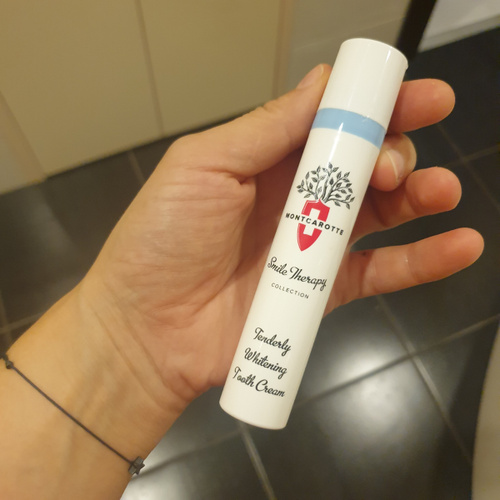 MONTCAROTTE
Smile Therapy
COLLECTION
Tenderly
Whitening
Tooth Cream